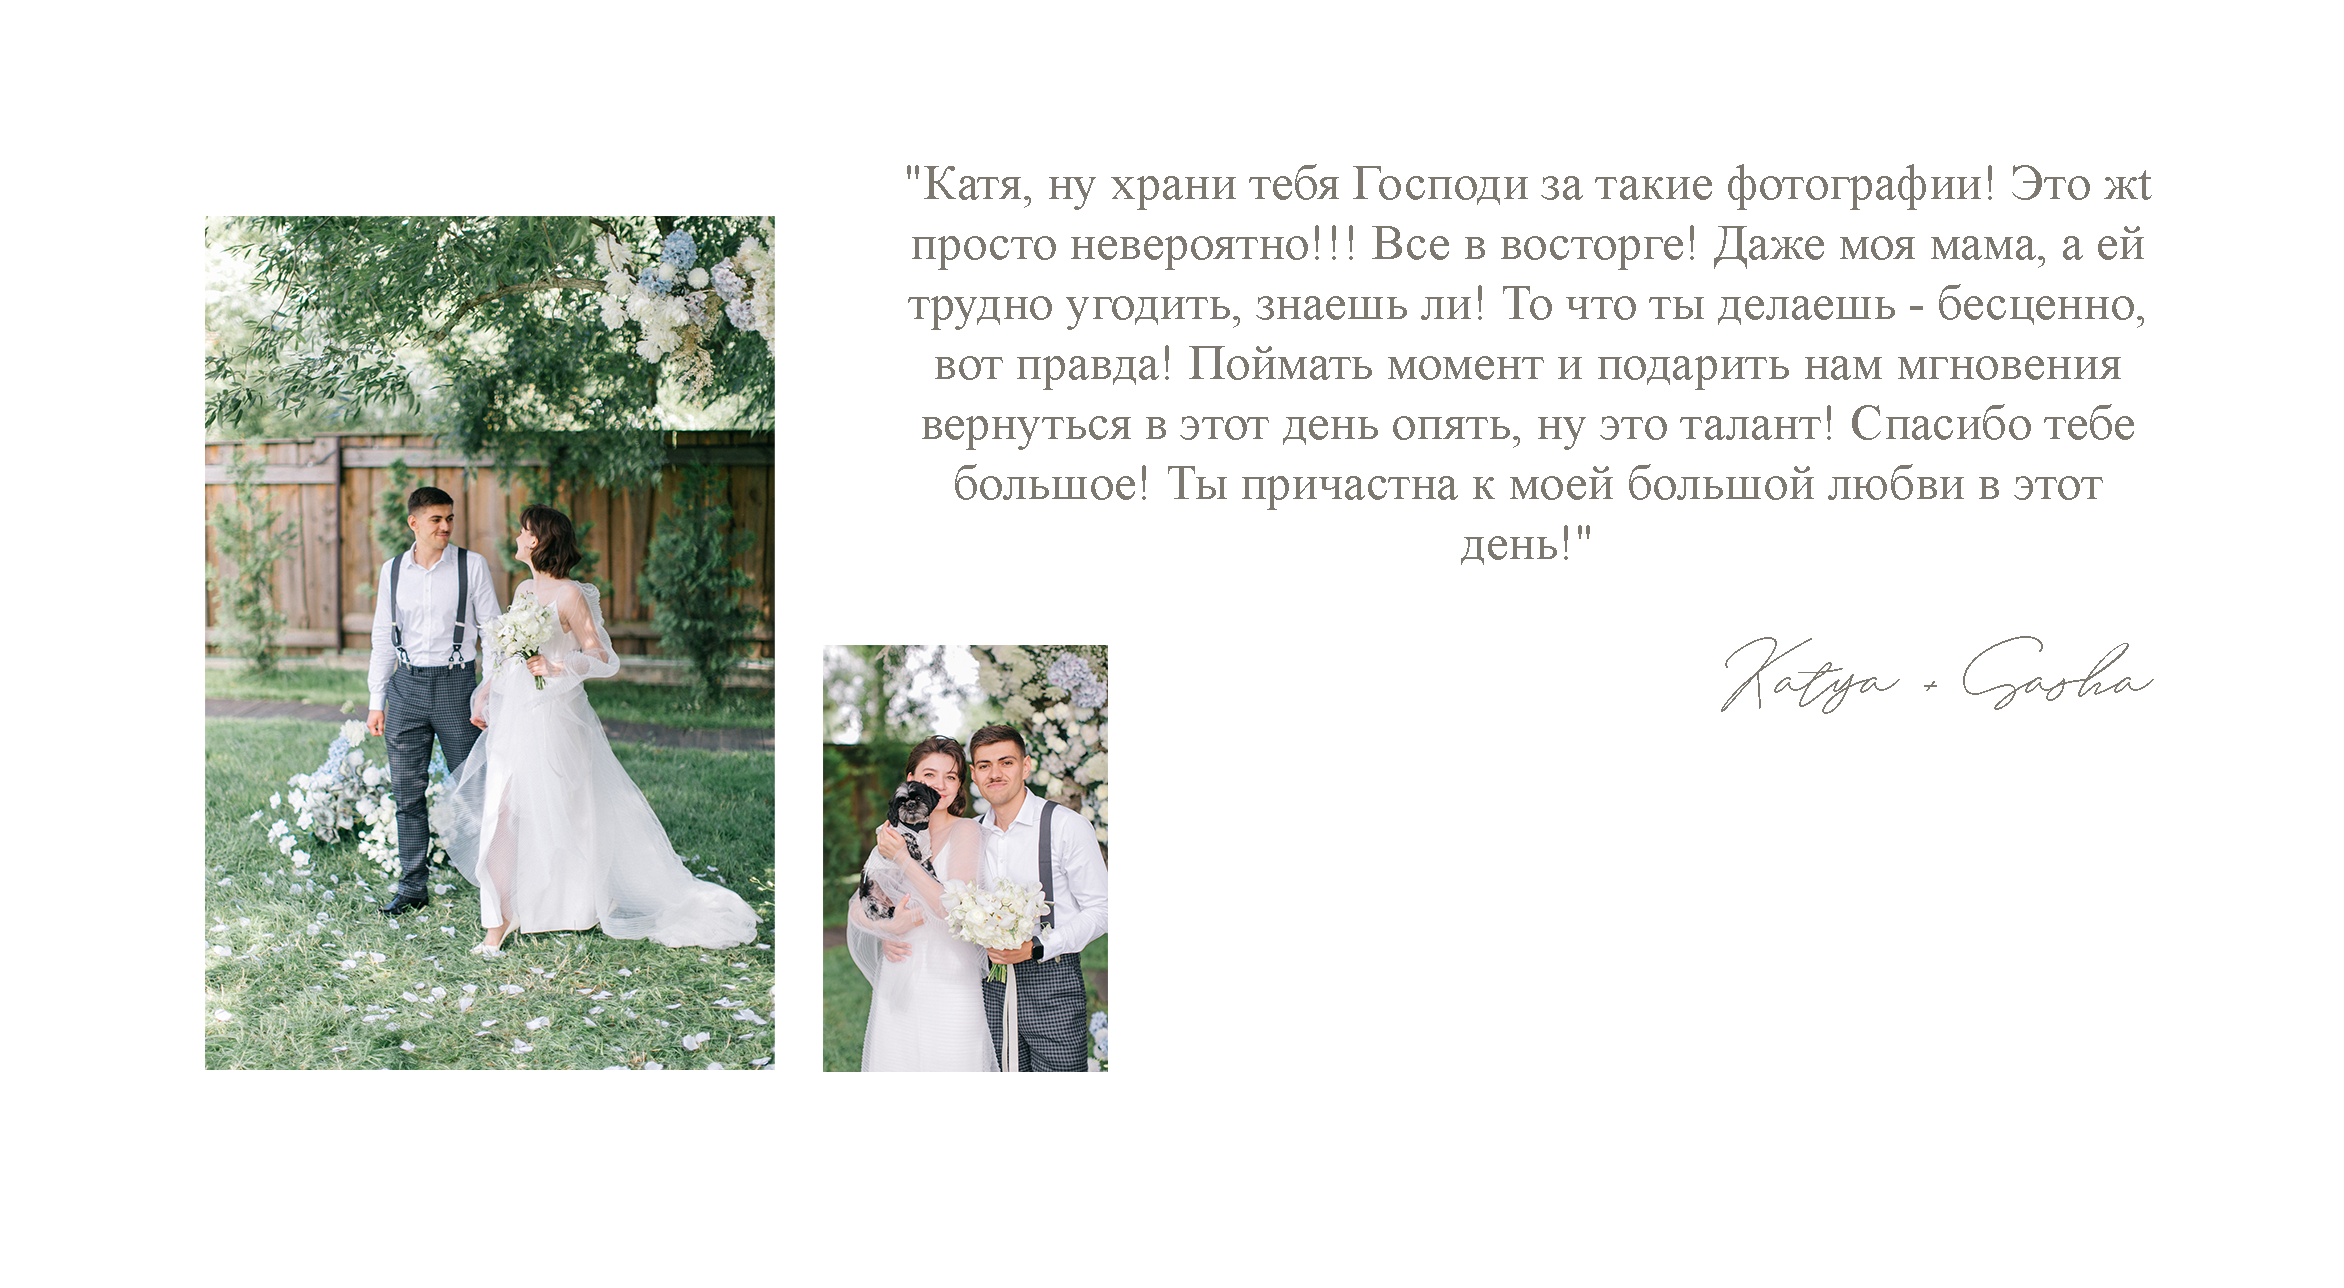 "Катя, ну храни тебя Господи за такие фотографии! Это жt
просто невероятно!!! Все в восторге! Даже моя мама, а ей
трудно угодить, знаешь ли! То что ты делаешь - бесценно,
вот правда! Поймать момент и подарить нам мгновения
вернуться в этот день опять, ну это талант! Спасибо тебе
большое! Ты причастна к моей большой любви в этот
день!"
Katya + Sasha